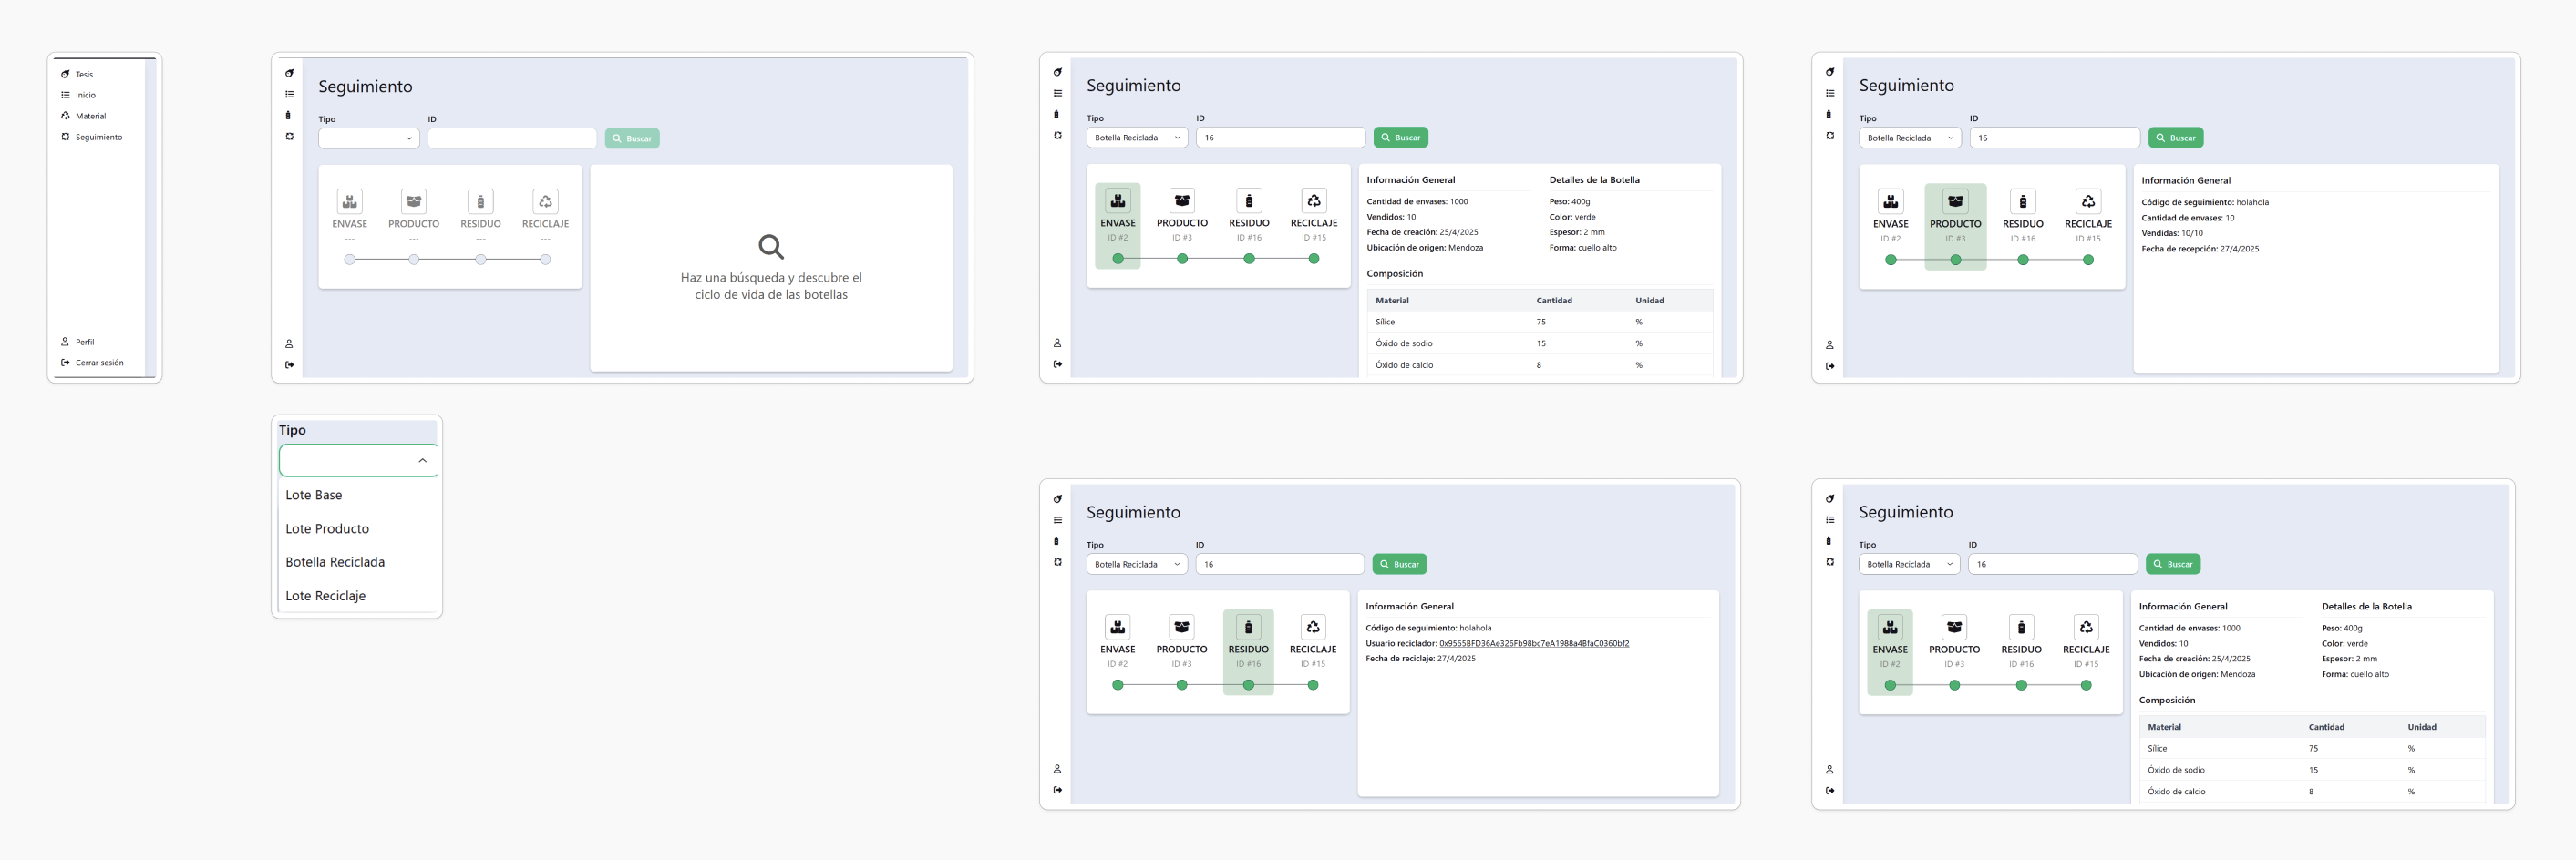 Tesis
Inicio
Material
Seguimiento
Perfil
Cerrar sesión
Seguimiento
Tipo ID
Buscar
ENVASE PRODUCTO RESIDUO RECICLAJE
--- --- --- ---
Haz una búsqueda y descubre el
ciclo de vida de las botellas
Seguimiento
Tipo ID
Botella Reciclada 16 Buscar
ENVASE PRODUCTO RESIDUO RECICLAJE
ID #2 ID #3 ID #16 ID #15
Información General Detalles de la Botella
Cantidad de envases: 1000 Peso: 400g
Vendidos: 10 Color: verde
Fecha de creación: 25/4/2025 Espesor: 2 mm
Ubicación de origen: Mendoza Forma: cuello alto
Composición
Material Cantidad Unidad
Sílice 75 %
Óxido de sodio 15 %
Óxido de calcio 8 %
Seguimiento
Tipo ID
Botella Reciclada 16 Buscar
ENVASE PRODUCTO RESIDUO RECICLAJE
ID #2 ID #3 ID #16 ID #15
Información General
Código de seguimiento: holahola
Cantidad de envases: 10
Vendidas: 10/10
Fecha de recepción: 27/4/2025
Tipo
Lote Base
Lote Producto
Botella Reciclada
Lote Reciclaje
Seguimiento
Tipo ID
Botella Reciclada 16 Buscar
ENVASE PRODUCTO RESIDUO RECICLAJE
ID #2 ID #3 ID #16 ID #15
Información General
Código de seguimiento: holahola
Usuario reciclador: 0x9565BFD36Ae326Fb98bc7eA1988a4BfaC0360bf2
Fecha de reciclaje: 27/4/2025
Seguimiento
Tipo ID
Botella Reciclada 16 Buscar
ENVASE PRODUCTO RESIDUO RECICLAJE
ID #2 ID #3 ID #16 ID #15
Información General Detalles de la Botella
Cantidad de envases: 1000 Peso: 400g
Vendidos: 10 Color: verde
Fecha de creación: 25/4/2025 Espesor: 2 mm
Ubicación de origen: Mendoza Forma: cuello alto
Composición
Material Cantidad Unidad
Sílice 75 %
Óxido de sodio 15 %
Óxido de calcio 8 %